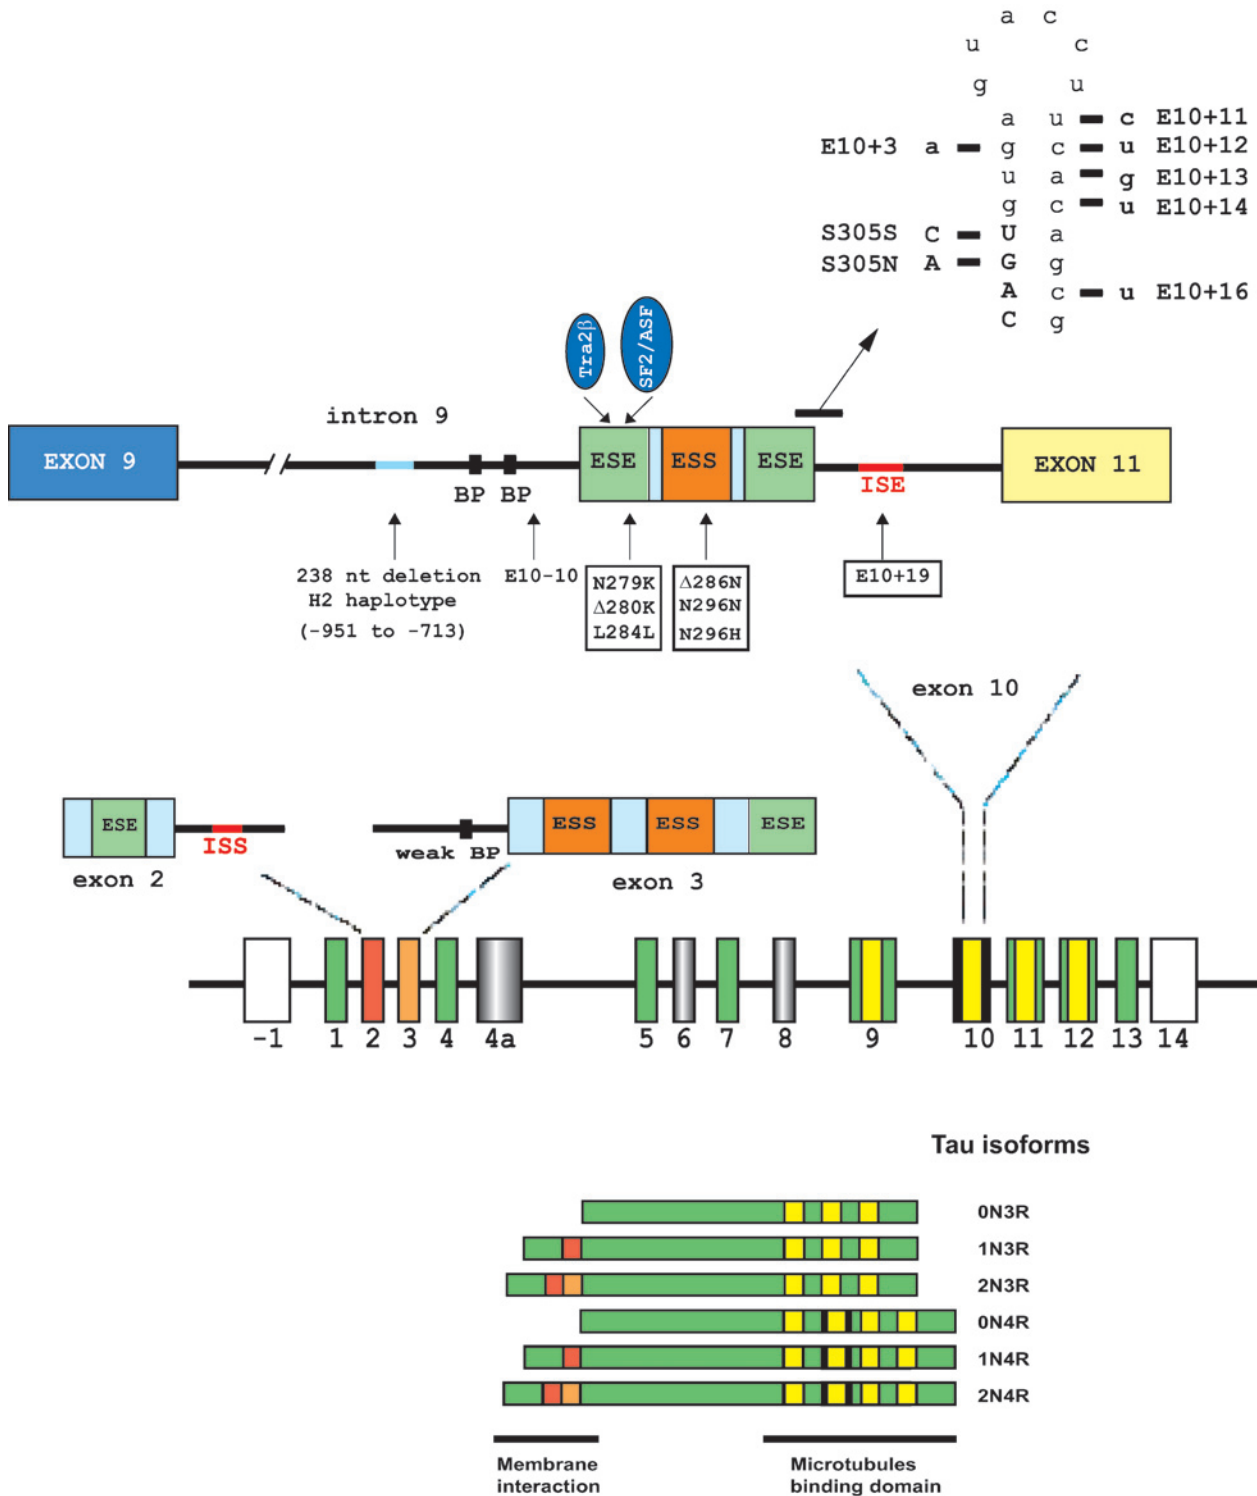 a c
u c
g u
a u c E10+11
E10+3 a g c u E10+12
u a g E10+13
g c u E10+14
S305S C U a
S305N A G g
A c u E10+16
C g
Tra2β SF2/ASF
intron 9
EXON 9 ESE ESS ESE EXON 11
BP BP ISE
238 nt deletion E10-10 N279K Δ286N E10+19
H2 haplotype Δ280K N296N
(-951 to -713) L284L N296H
exon 10
ESE ESS ESS ESE
ISS weak BP
exon 2 exon 3
-1 1 2 3 4 4a 5 6 7 8 9 10 11 12 13 14
Tau isoforms
0N3R
1N3R
2N3R
0N4R
1N4R
2N4R
Membrane Microtubules
interaction binding domain